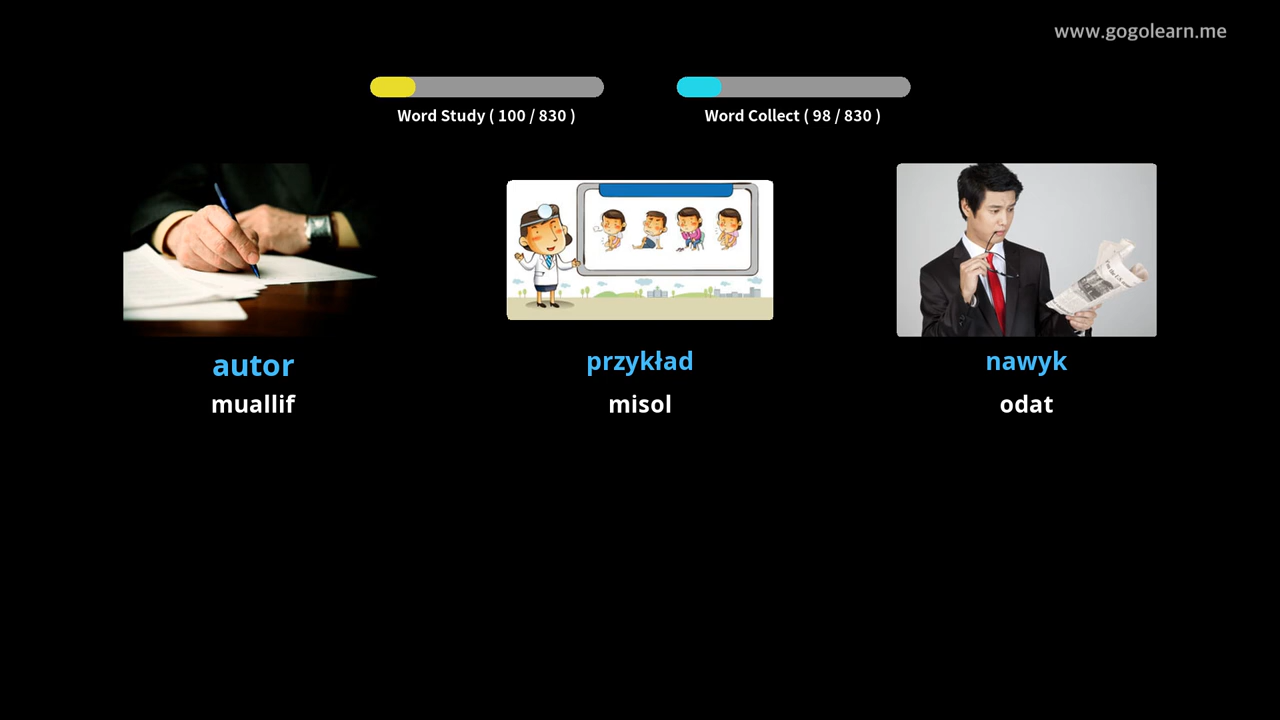 www.gogolearn.me
Word Study ( 100 / 830 )
Word Collect ( 98 / 830 )
autor
przykład
nawyk
muallif
misol
odat